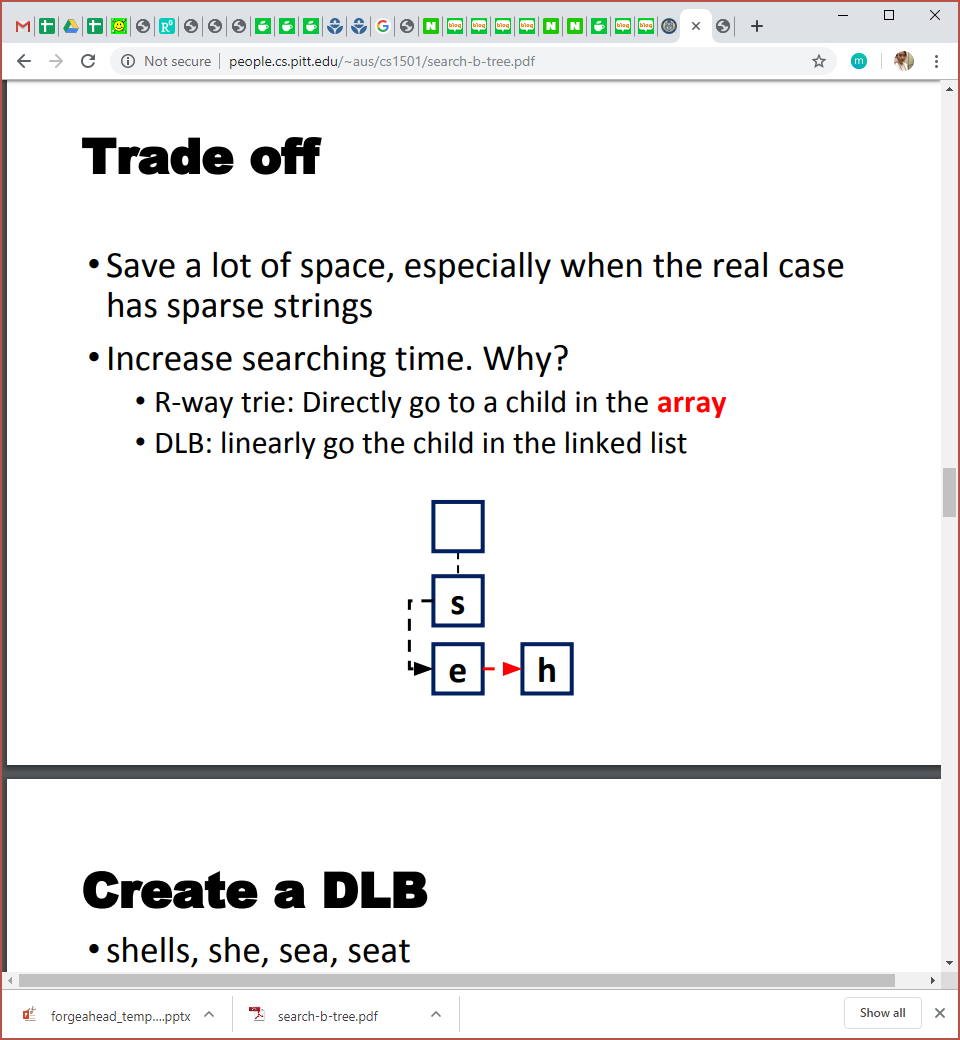 Not secure | people.cs.pitt.edu/~aus/cs1501/search-b-tree.pdf
m
Trade off
• Save a lot of space, especially when the real case
has sparse strings
• Increase searching time. Why?
• R-way trie: Directly go to a child in the array
• DLB: linearly go the child in the linked list
s
e h
Create a DLB
• shells, she, sea, seat
forgeahead_temp....pptx search-b-tree.pdf Show all